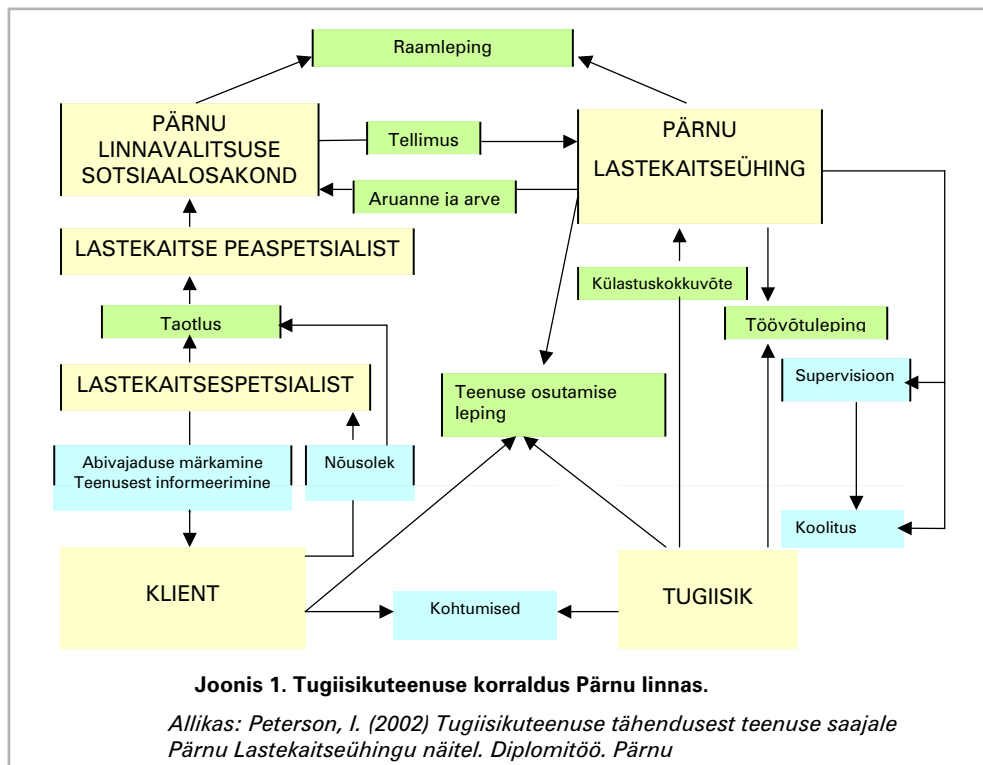 Raamleping
PÄRNU
LINNAVALITSUSE
SOTSIAALOSAKOND
Tellimus
PÄRNU
LASTEKAITSEÜHING
Aruanne ja arve
LASTEKAITSE PEASPETSIALIST
Külastuskokkuvõte
Taotlus
Töövõtuleping
LASTEKAITSESPETSIALIST
Teenuse osutamise
leping
Supervisioon
Abivajaduse märkamine
Teenusest informeerimine
Nõusolek
Koolitus
KLIENT
Kohtumised
TUGIISIK
Joonis 1. Tugiisikuteenuse korraldus Pärnu linnas.
Allikas: Peterson, I. (2002) Tugiisikuteenuse tähendusest teenuse saajale
Pärnu Lastekaitseühingu näitel. Diplomitöö. Pärnu